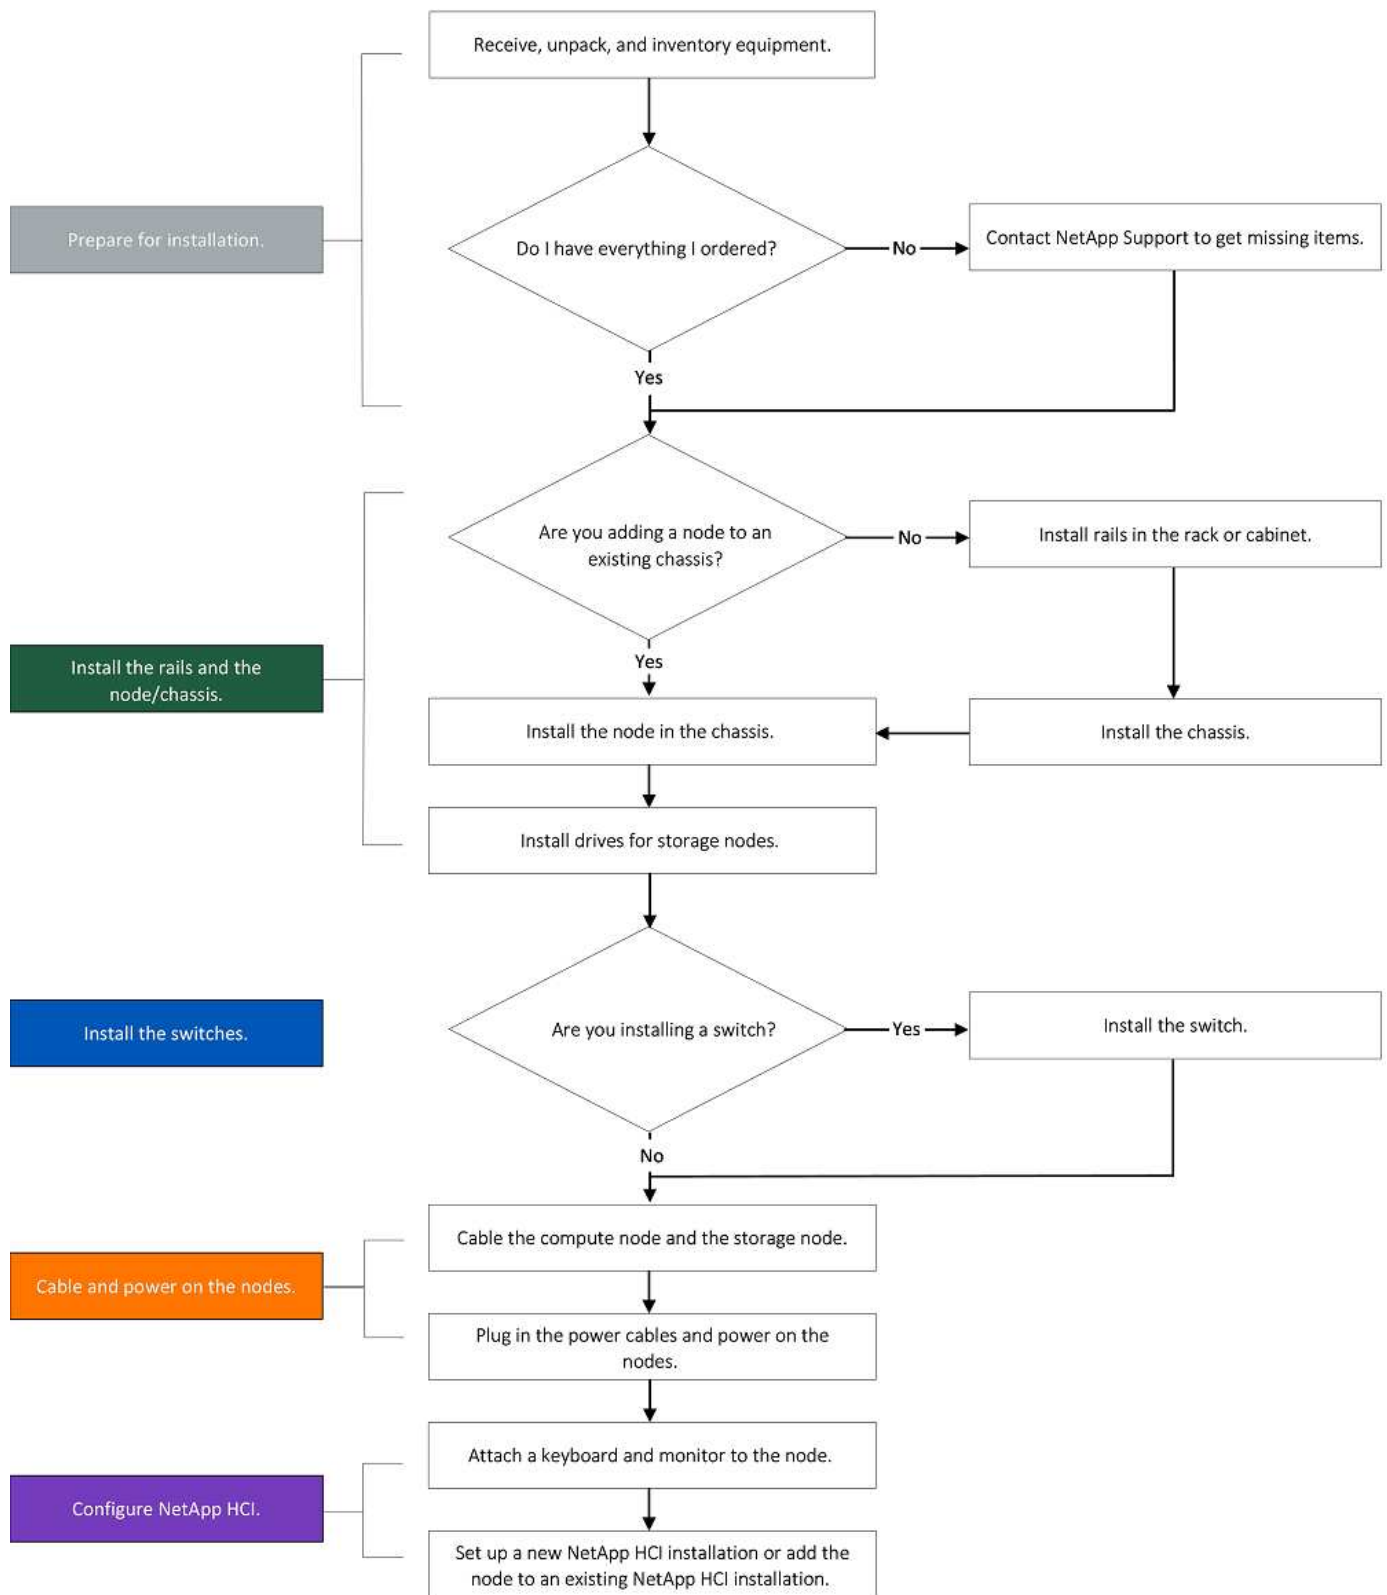 Receive, unpack, and inventory equipment.
Prepare for installation.
Do I have everything I ordered?
No
Contact NetApp Support to get missing items.
Yes
Are you adding a node to an
existing chassis?
No
Install rails in the rack or cabinet.
Yes
Install the rails and the
node/chassis.
Install the node in the chassis.
Install the chassis.
Install drives for storage nodes.
Install the switches.
Are you installing a switch?
Yes
Install the switch.
No
Cable the compute node and the storage node.
Cable and power on the nodes.
Plug in the power cables and power on the
nodes.
Attach a keyboard and monitor to the node.
Configure NetApp HCI.
Set up a new NetApp HCI installation or add the
node to an existing NetApp HCI installation.